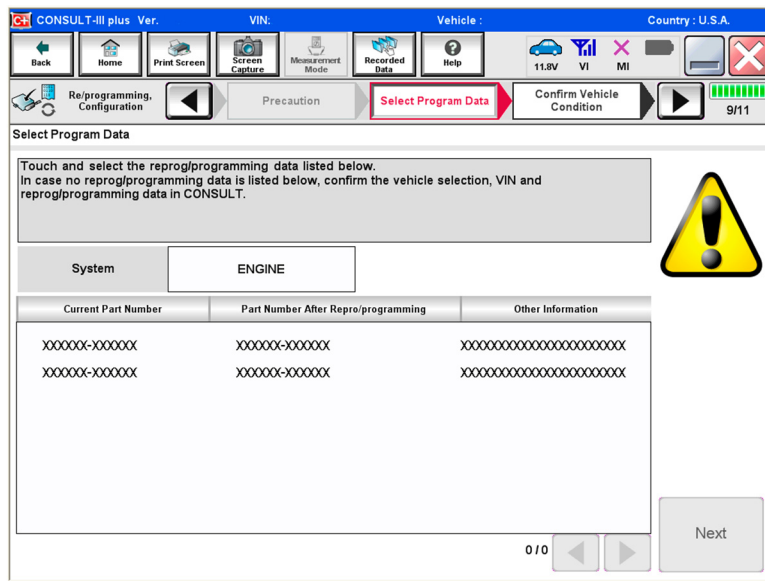 C+ CONSULT-III plus Ver. VIN: Vehicle : Country : U.S.A.
Back
Home
Print Screen
Screen
Capture
Measurement
Mode
Recorded
Data
Help
11.8V VI MI
Re/programming,
Configuration
Precaution
Select Program Data
Confirm Vehicle
Condition
9/11
Select Program Data
Touch and select the reprog/programming data listed below.
In case no reprog/programming data is listed below, confirm the vehicle selection, VIN and
reprog/programming data in CONSULT.
System ENGINE
Current Part Number Part Number After Repro/programming Other Information
XXXXXX-XXXXXX XXXXXX-XXXXXX XXXXXXXXXXXXXXXXXXXXXXX
XXXXXX-XXXXXX XXXXXX-XXXXXX XXXXXXXXXXXXXXXXXXXXXXX
Next
0/0